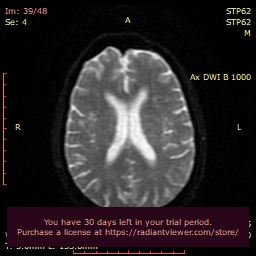 Im: 39/48
Se: 4
A
STP62
STP62
M
Ax DWI B 1000
R
L
You have 30 days left in your trial period.
Purchase a license at https://radiantviewer.com/store/